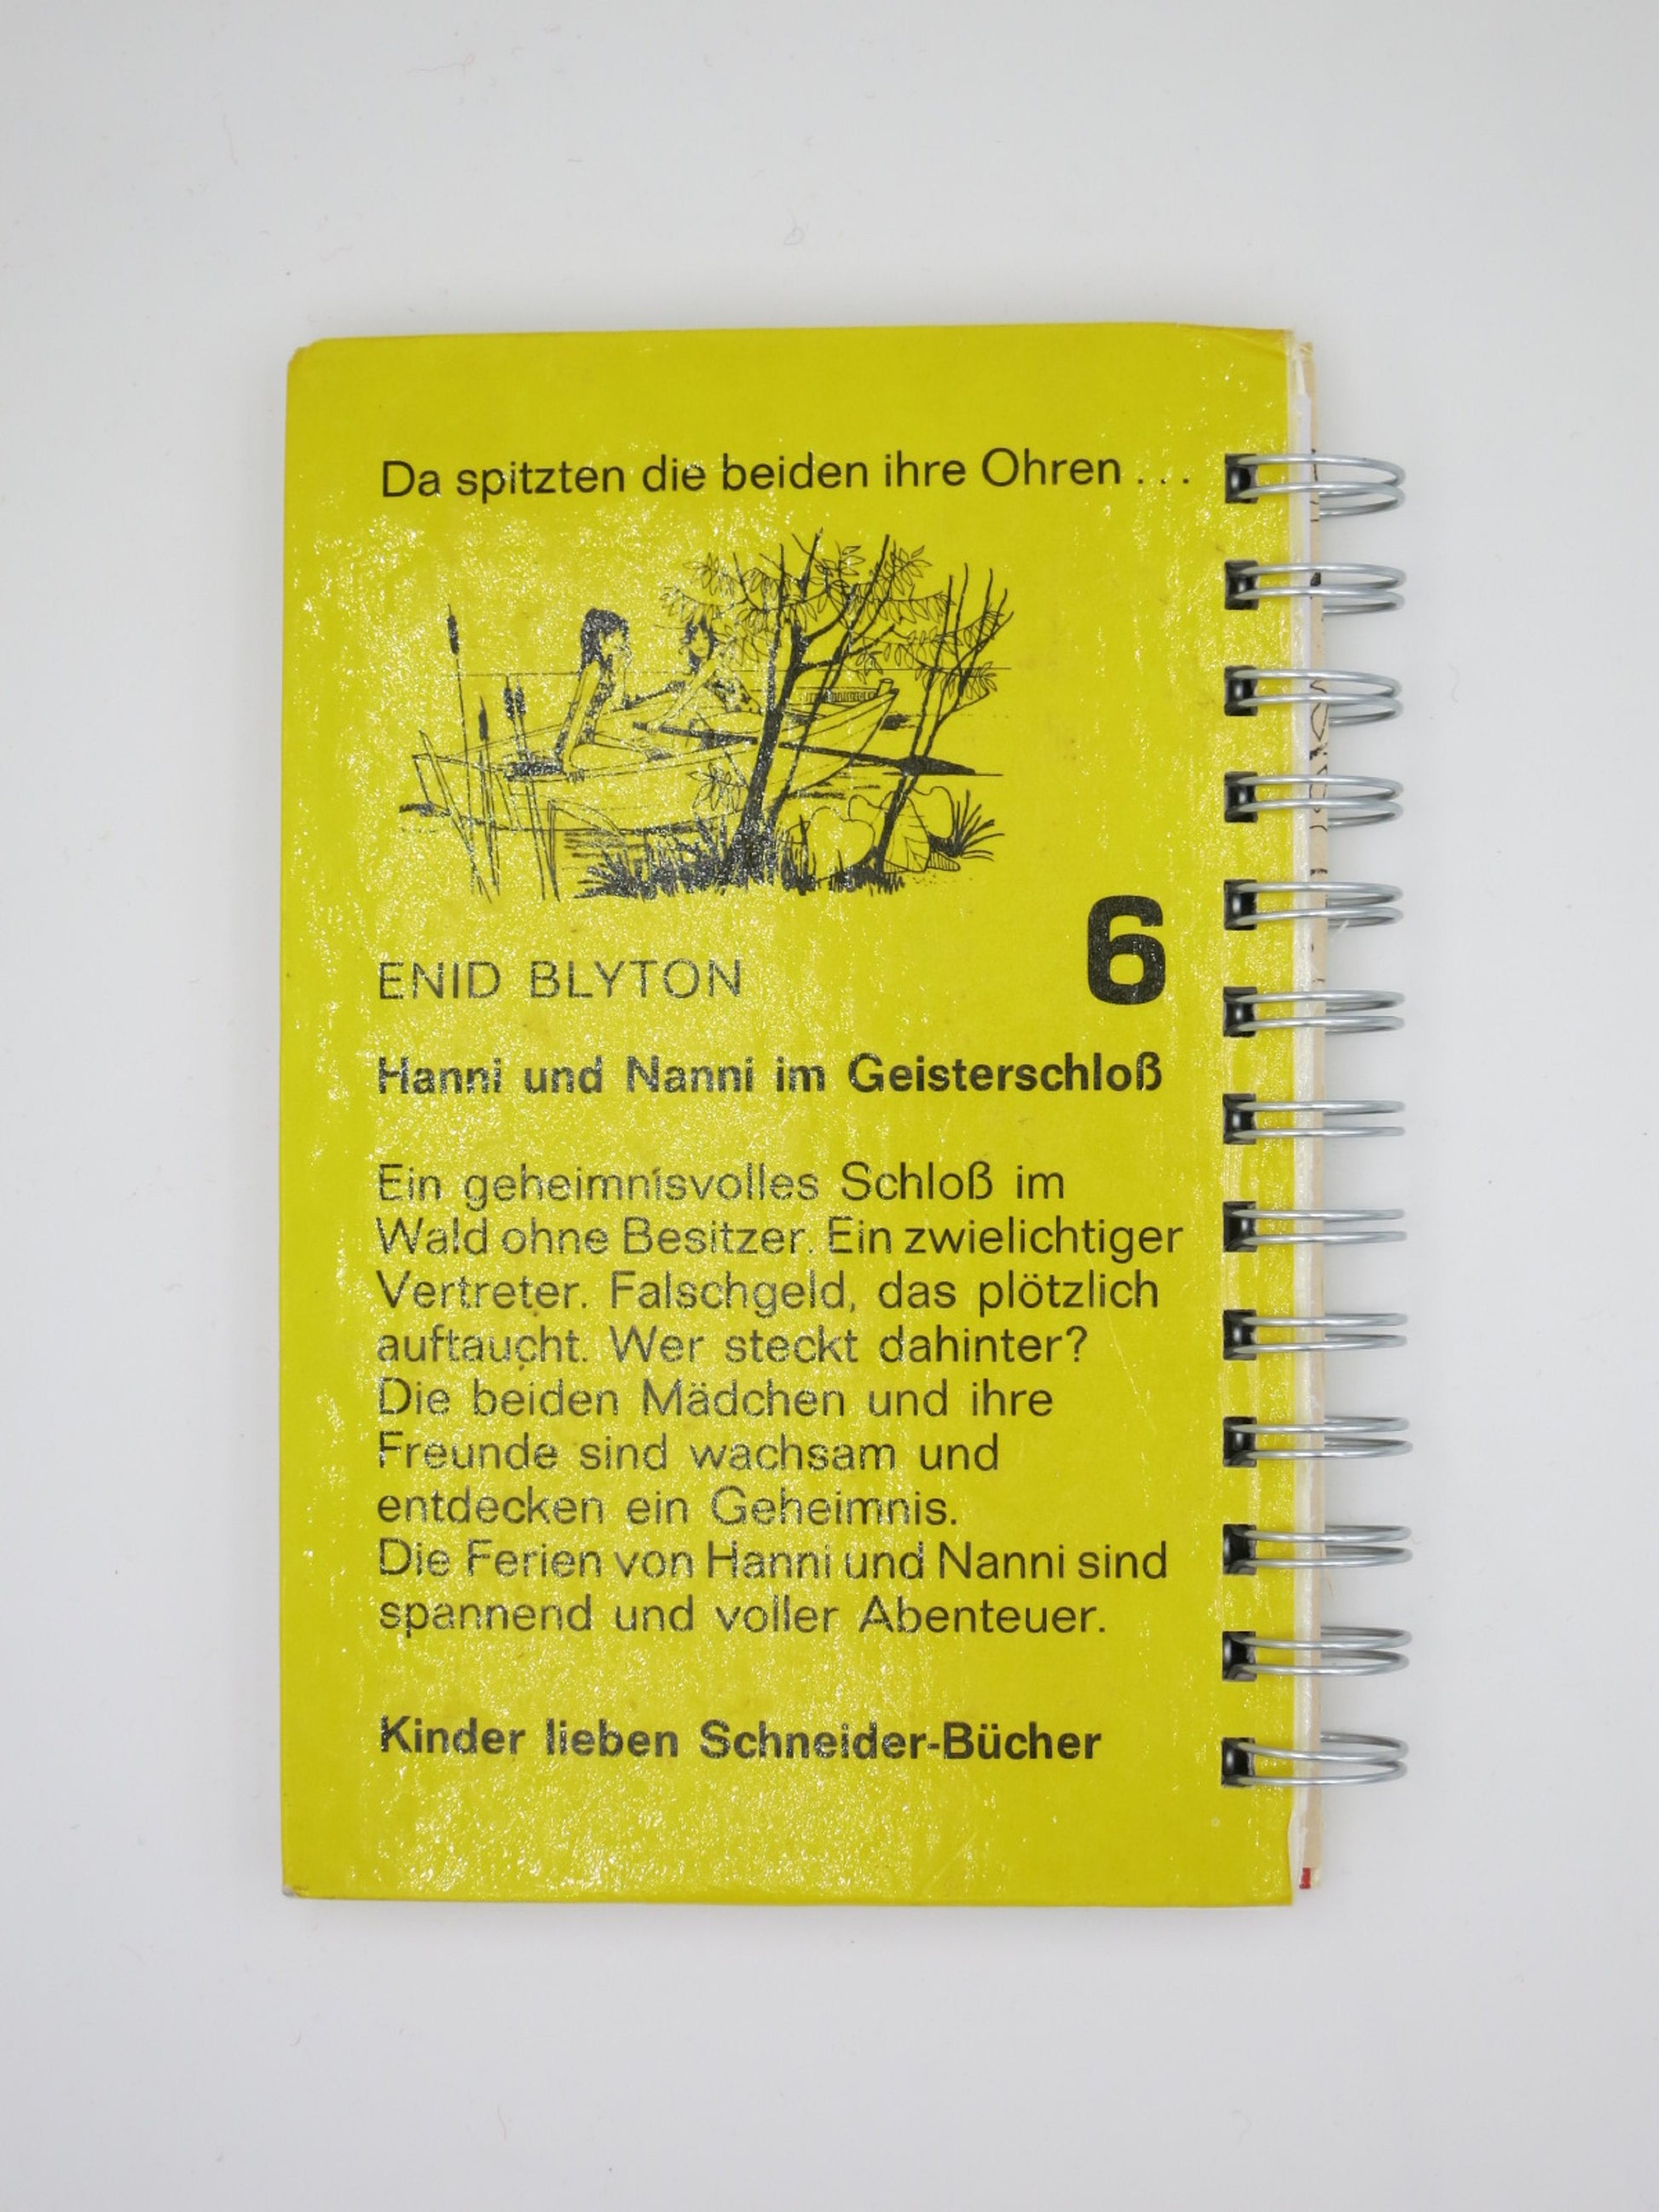 Da spitzten die beiden ihre Ohren . . .
6
ENID BLYTON
Hanni und Nanni im Geisterschloß
Ein geheimnisvolles Schloß im
Wald ohne Besitzer. Ein zwielichtiger
Vertreter. Falschgeld, das plötzlich
auftaucht. Wer steckt dahinter?
Die beiden Mädchen und ihre
Freunde sind wachsam und
entdecken ein Geheimnis.
Die Ferien von Hanni und Nanni sind
spannend und voller Abenteuer.
Kinder lieben Schneider-Bücher